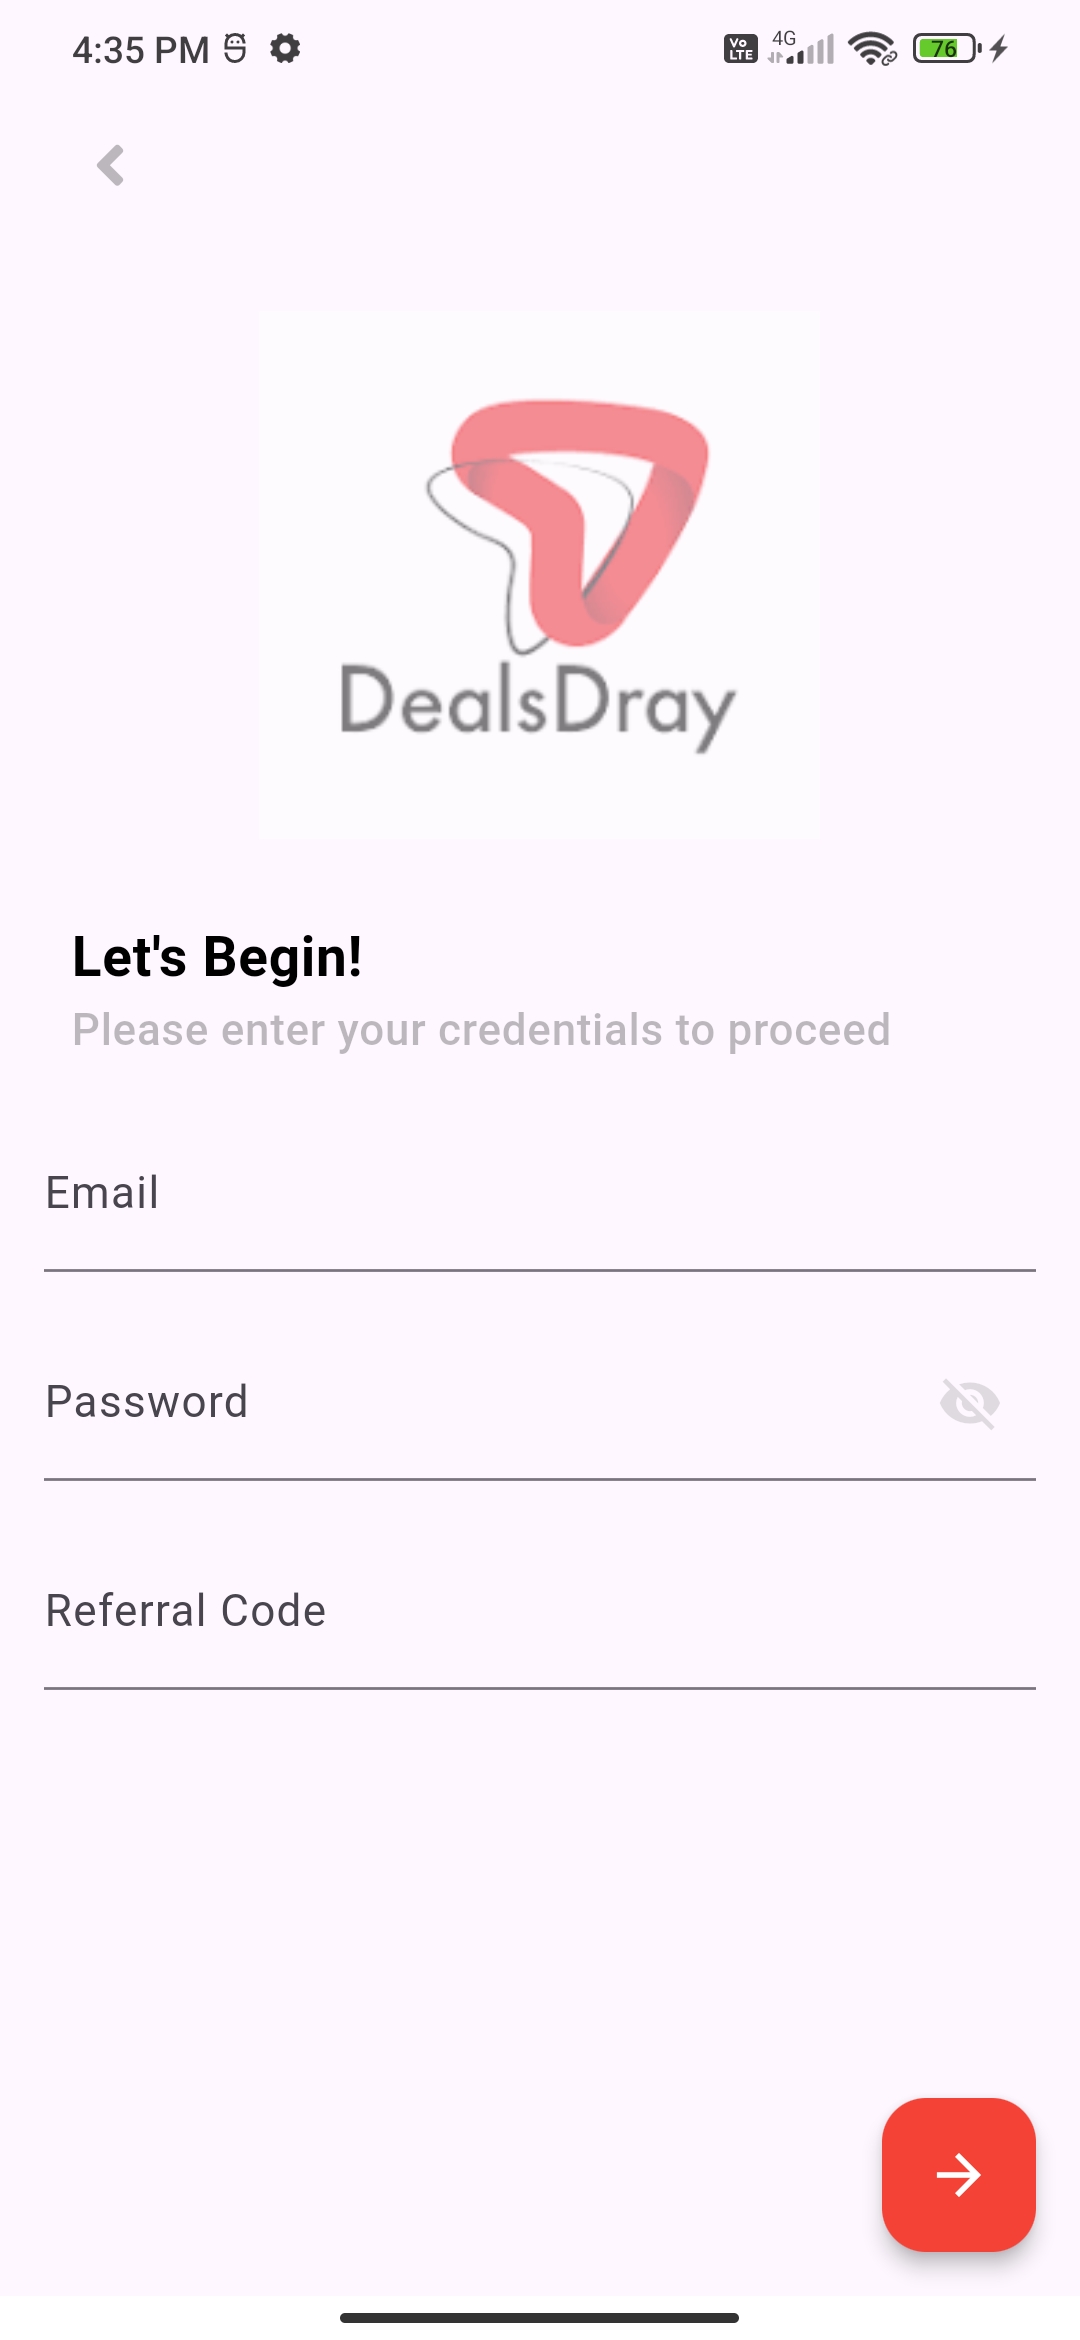 4:35 PM
Vo LTE 4G 76
DealsDray
Let's Begin!
Please enter your credentials to proceed
Email
Password
Referral Code